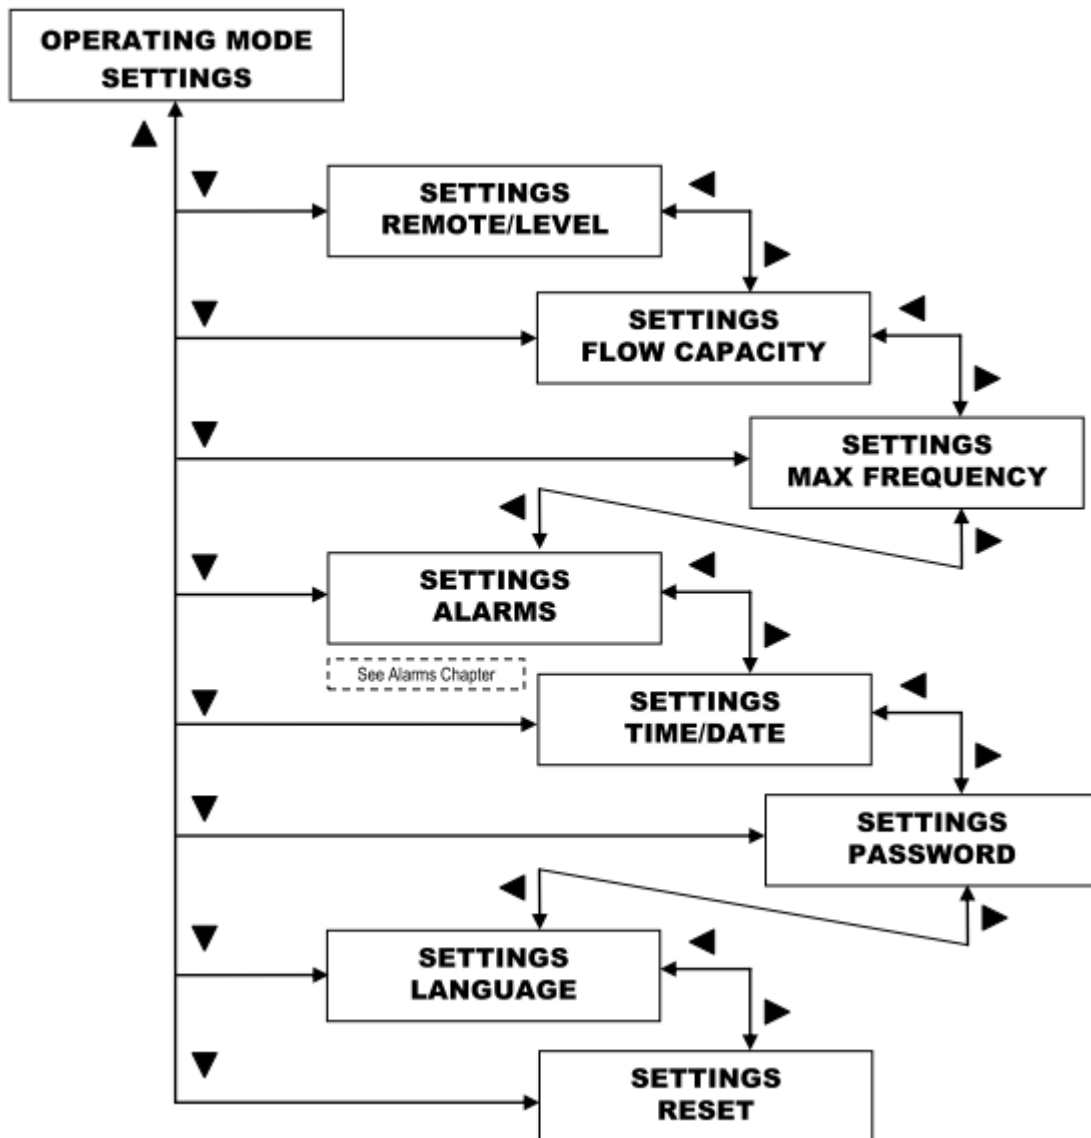 OPERATING MODE
SETTINGS
SETTINGS
REMOTE/LEVEL
SETTINGS
FLOW CAPACITY
SETTINGS
MAX FREQUENCY
SETTINGS
ALARMS
See Alarms Chapter
SETTINGS
TIME/DATE
SETTINGS
PASSWORD
SETTINGS
LANGUAGE
SETTINGS
RESET